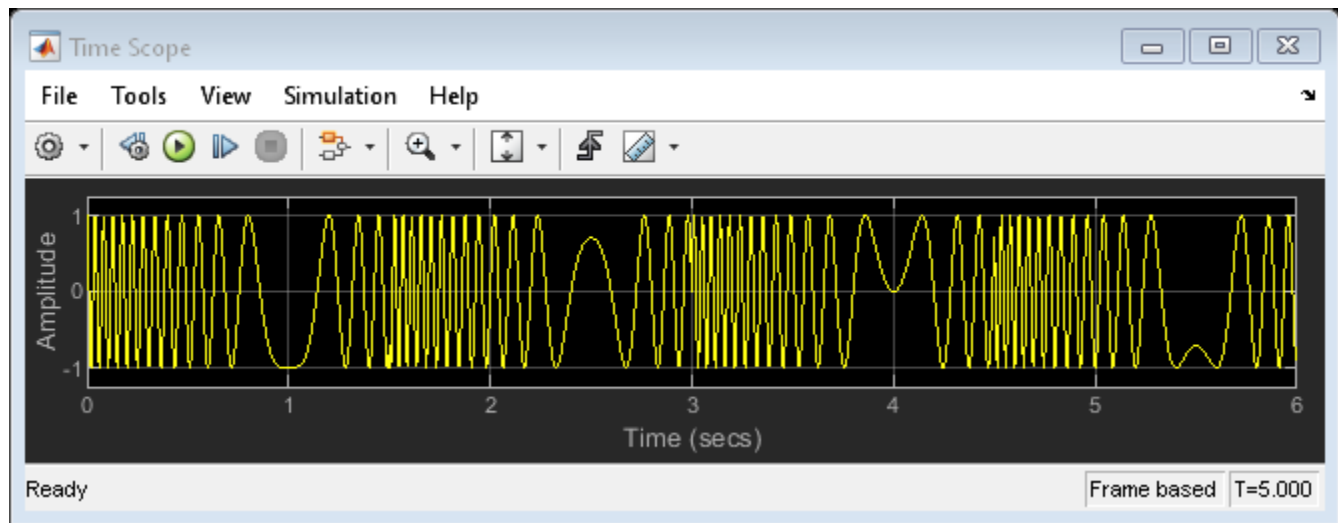 Time Scope
File Tools View Simulation Help
Amplitude
1
0
-1
0 1 2 3 4 5 6
Time (secs)
Ready Frame based T=5.000